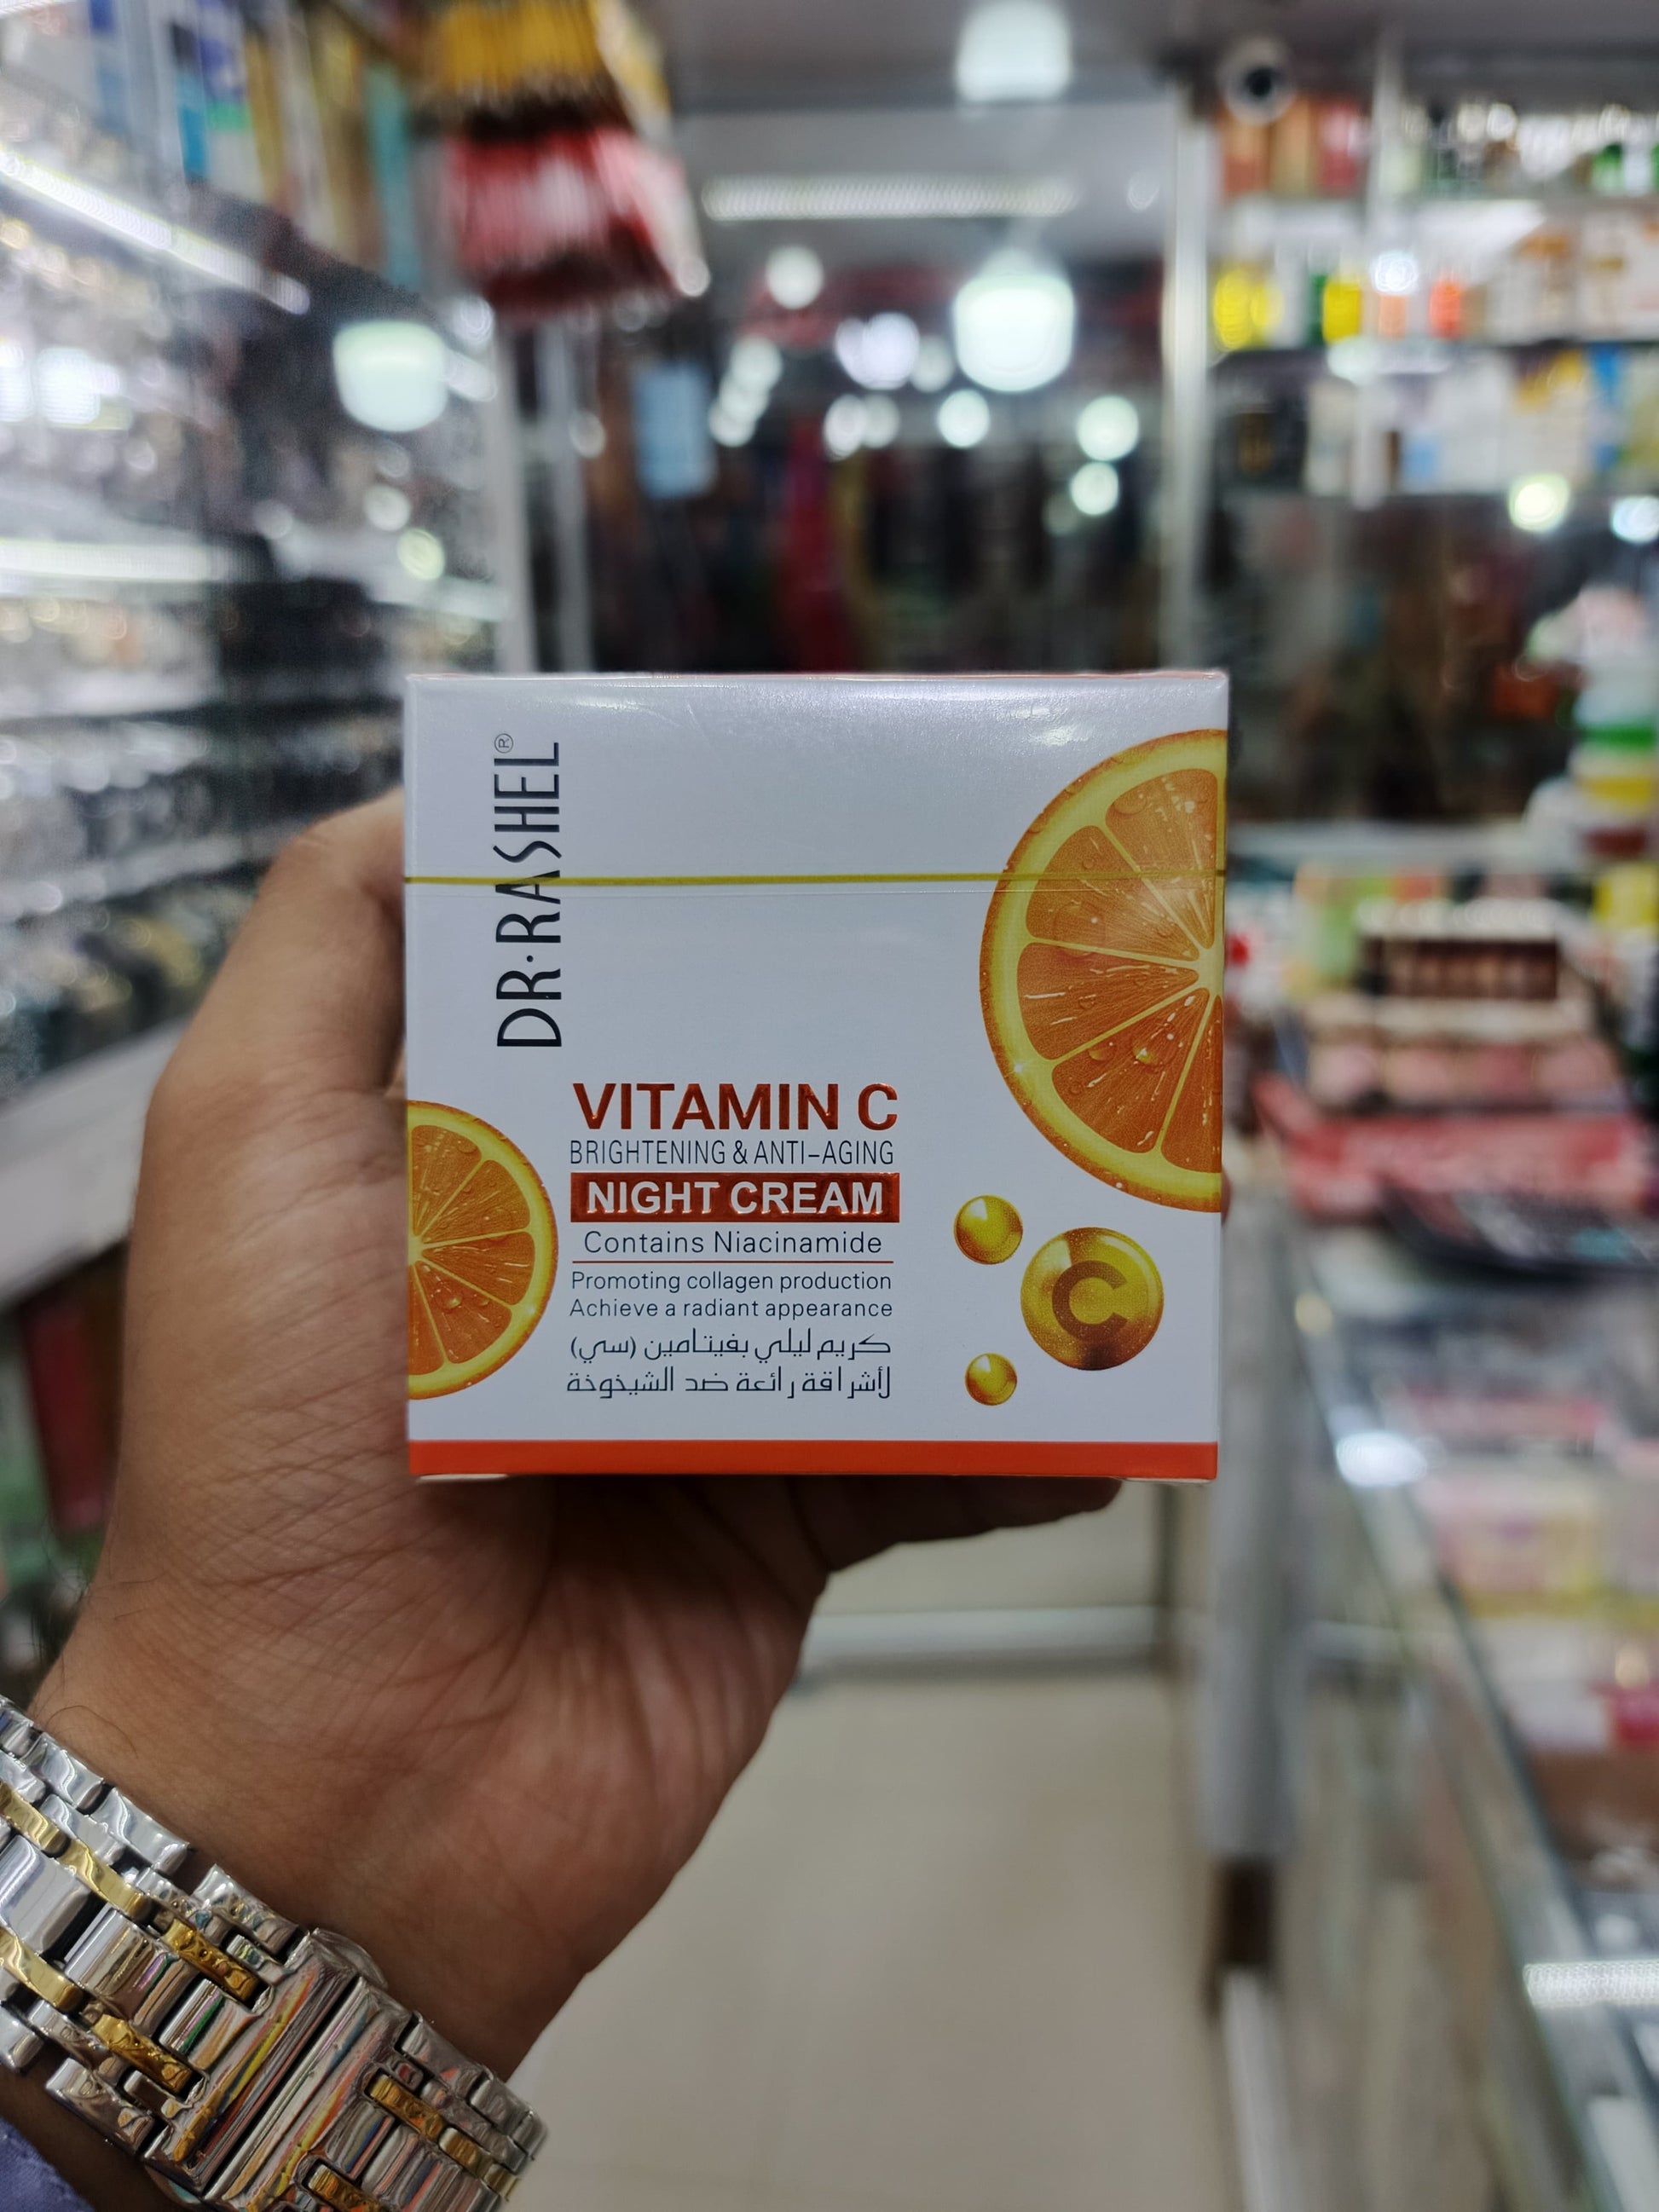 DR·RASHEL®
VITAMIN C
BRIGHTENING & ANTI-AGING
NIGHT CREAM
Contains Niacinamide
Promoting collagen production
Achieve a radiant appearance
كريم ليلي بفيتامين (سي)
لأشراقة رائعة ضد الشيخوخة
C